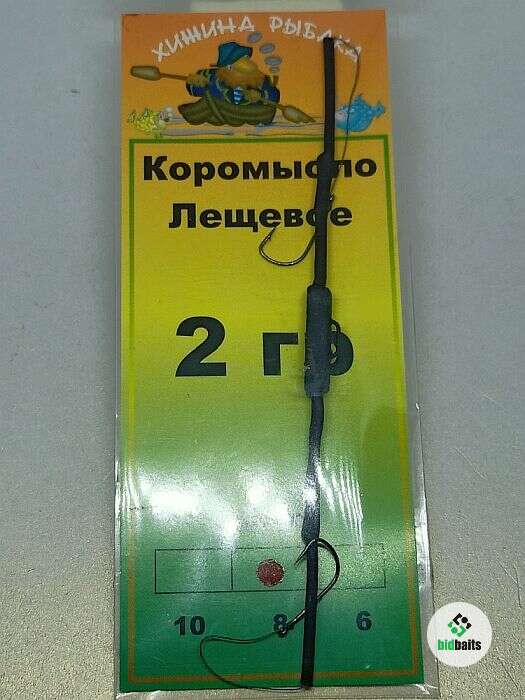 ХИЖИНА РЫБАКА
Коромысло
Лещевое
2 гр
10 8 6
bidbaits